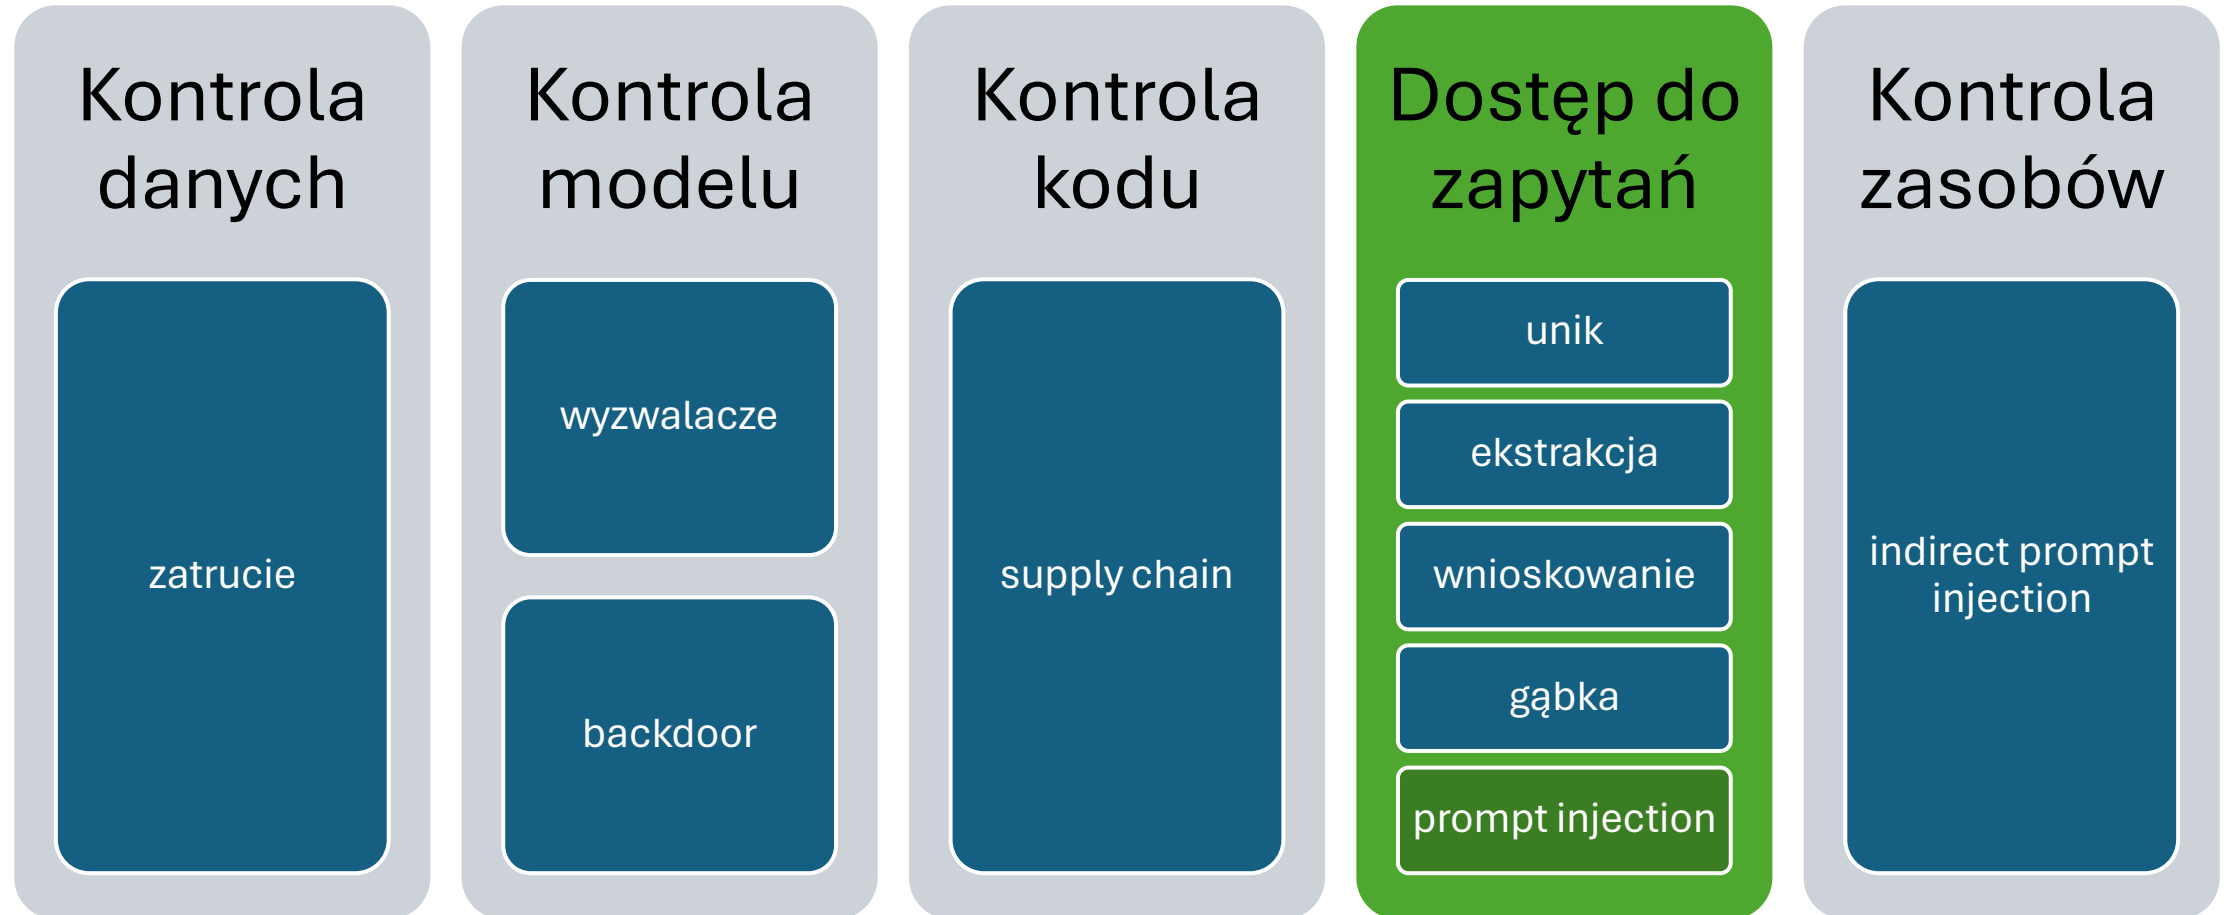 Kontrola
danych
zatrucie
Kontrola
modelu
wyzwalacze
backdoor
Kontrola
kodu
supply chain
Dostęp do
zapytań
unik
ekstrakcja
wnioskowanie
gąbka
prompt injection
Kontrola
zasobów
indirect prompt
injection